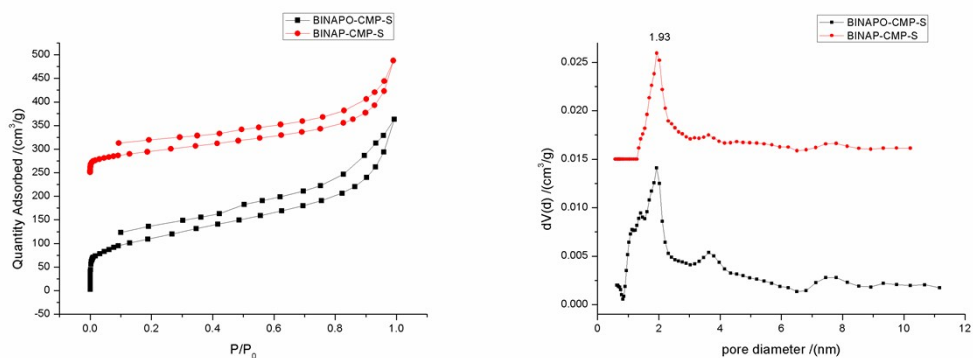 BINAPO-CMP-S
BINAP-CMP-S
500
450
400
350
300
250
200
150
100
50
0
-50
Quantity Adsorbed /(cm³/g)
0.0 0.2 0.4 0.6 0.8 1.0
P/P₀
BINAPO-CMP-S
BINAP-CMP-S
1.93
0.025
0.020
0.015
0.010
0.005
0.000
dV(d) /(cm³/g)
0 2 4 6 8 10 12
pore diameter /(nm)